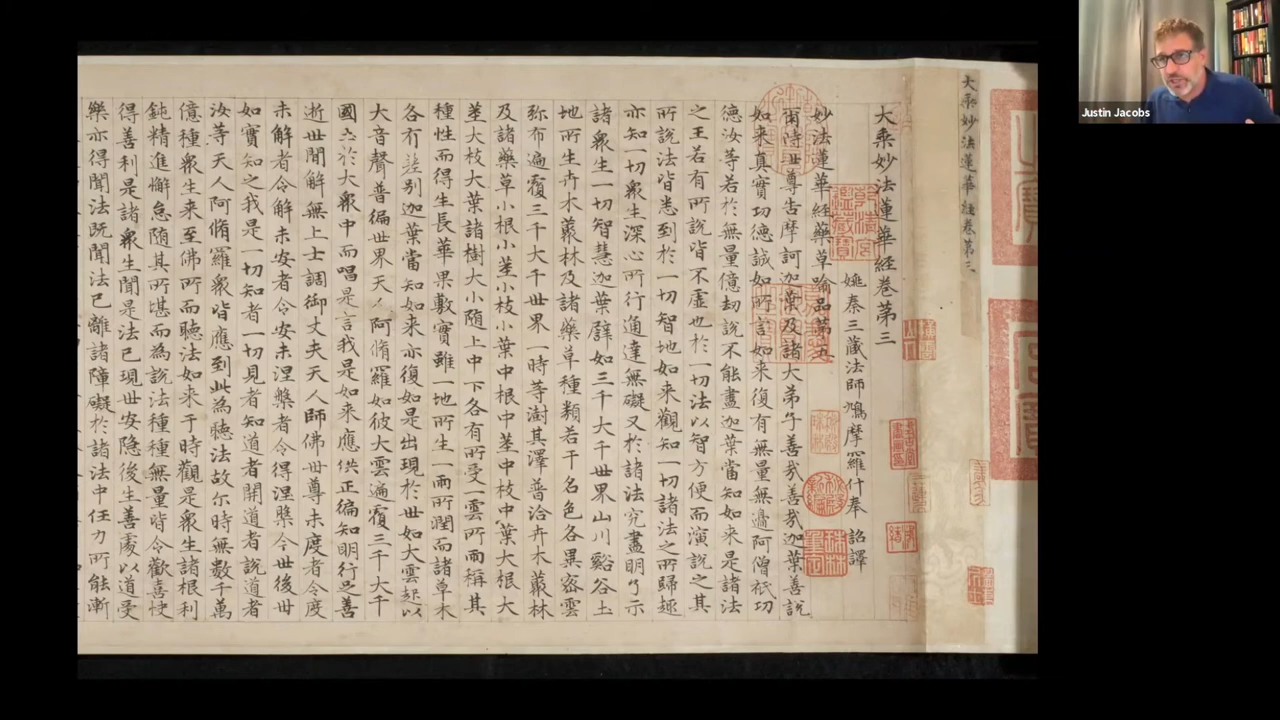 Justin Jacobs
大乘妙法蓮華經卷第三
大乘妙法蓮華經卷第三
姚秦三藏法師鳩摩羅什奉 詔譯
妙法蓮華經藥草喻品第五
爾時世尊告摩訶迦葉及諸大弟子善哉善哉迦葉善說
如来真實功德誠如所言如来復有無量無邊阿僧祇功
德汝等若於無量億劫說不能盡迦葉當知如来是諸法
之王若有所說皆不虛也於一切法以智方便而演說之其
所說法皆悉到於一切智地如来觀知一切諸法之所歸趣
亦知一切衆生深心所行通達無礙又於諸法究盡明了示
諸衆生一切智慧迦葉譬如三千大千世界山川谿谷土
地所生卉木叢林及諸藥草種類若干名色各異密雲
弥布遍覆三千大千世界一時等澍其澤普洽卉木叢林
及諸藥草小根小莖小枝小葉中根中莖中枝中葉大根大
莖大枝大葉諸樹大小随上中下各有所受一雲所雨稱其
種性而得生長華果敷實雖一地所生一雨所潤而諸草木
各有差别迦葉當知如来亦復如是出現於世如大雲起以
大音聲普徧世界天人阿脩羅如彼大雲遍覆三千大千
國土於大衆中而唱是言我是如来應供正徧知明行足善
逝世間解無上士調御丈夫天人師佛世尊未度者令度
未解者令解未安者令安未涅槃者令得涅槃今世後世
如實知之我是一切知者一切見者知道者開道者說道者
汝等天人阿脩羅衆皆應到此為聽法故尔時無数千萬
億種衆生来至佛所而聽法如来于時觀是衆生諸根利
鈍精進懈怠随其所堪而為說法種種無量皆令歡喜快
得善利是諸衆生聞是法已現世安隐後生善處以道受
樂亦得聞法既聞法已離諸障礙於諸法中任力所能漸